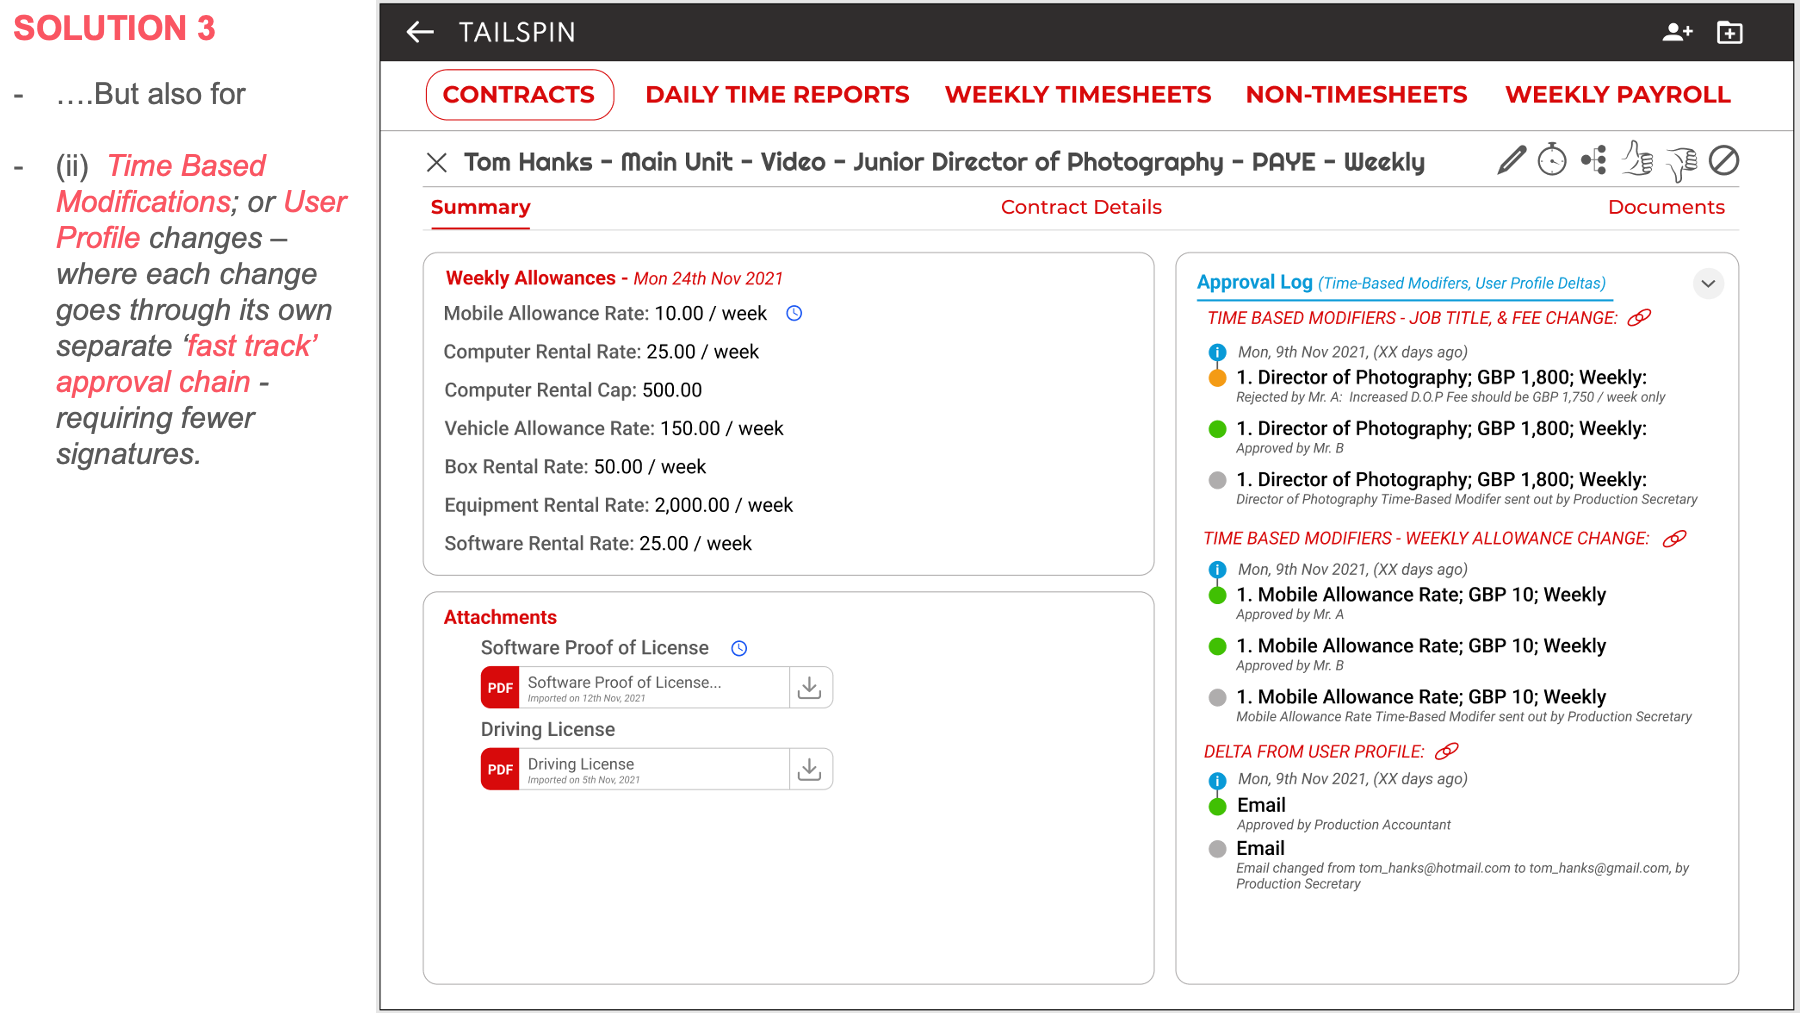 SOLUTION 3
- ….But also for
- (ii) Time Based
Modifications; or User
Profile changes –
where each change
goes through its own
separate ‘fast track’
approval chain -
requiring fewer
signatures.
TAILSPIN
CONTRACTS DAILY TIME REPORTS WEEKLY TIMESHEETS NON-TIMESHEETS WEEKLY PAYROLL
Tom Hanks - Main Unit - Video - Junior Director of Photography - PAYE - Weekly
Summary Contract Details Documents
Weekly Allowances - Mon 24th Nov 2021
Mobile Allowance Rate: 10.00 / week
Computer Rental Rate: 25.00 / week
Computer Rental Cap: 500.00
Vehicle Allowance Rate: 150.00 / week
Box Rental Rate: 50.00 / week
Equipment Rental Rate: 2,000.00 / week
Software Rental Rate: 25.00 / week
Attachments
Software Proof of License
PDF Software Proof of License...
Imported on 12th Nov, 2021
Driving License
PDF Driving License
Imported on 5th Nov, 2021
Approval Log (Time-Based Modifers, User Profile Deltas)
TIME BASED MODIFIERS - JOB TITLE, & FEE CHANGE:
Mon, 9th Nov 2021, (XX days ago)
1. Director of Photography; GBP 1,800; Weekly:
Rejected by Mr. A: Increased D.O.P Fee should be GBP 1,750 / week only
1. Director of Photography; GBP 1,800; Weekly:
Approved by Mr. B
1. Director of Photography; GBP 1,800; Weekly:
Director of Photography Time-Based Modifer sent out by Production Secretary
TIME BASED MODIFIERS - WEEKLY ALLOWANCE CHANGE:
Mon, 9th Nov 2021, (XX days ago)
1. Mobile Allowance Rate; GBP 10; Weekly
Approved by Mr. A
1. Mobile Allowance Rate; GBP 10; Weekly
Approved by Mr. B
1. Mobile Allowance Rate; GBP 10; Weekly
Mobile Allowance Rate Time-Based Modifer sent out by Production Secretary
DELTA FROM USER PROFILE:
Mon, 9th Nov 2021, (XX days ago)
Email
Approved by Production Accountant
Email
Email changed from tom_hanks@hotmail.com to tom_hanks@gmail.com, by
Production Secretary